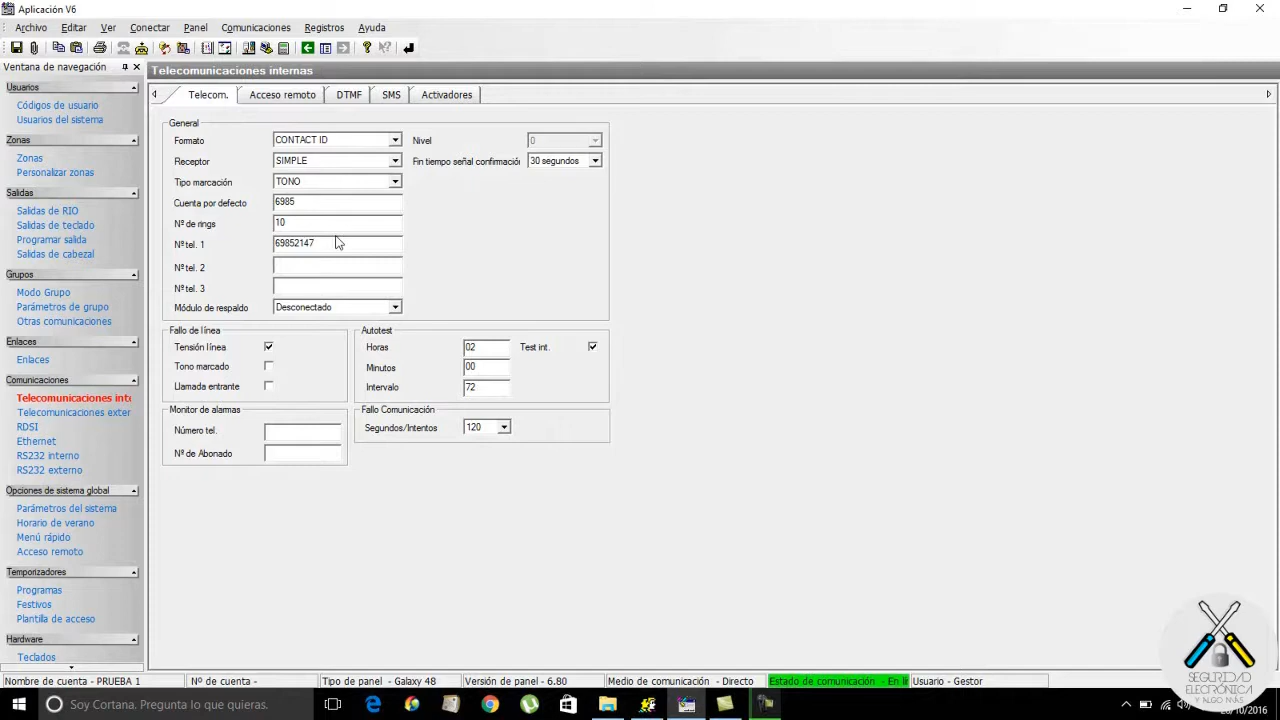 Aplicación V6
Archivo Editar Ver Conectar Panel Comunicaciones Registros Ayuda
Ventana de navegación
Telecomunicaciones internas
Usuarios
Códigos de usuario
Usuarios del sistema
Zonas
Zonas
Personalizar zonas
Salidas
Salidas de RIO
Salidas de teclado
Programar salida
Salidas de cabezal
Grupos
Modo Grupo
Parámetros de grupo
Otras comunicaciones
Enlaces
Enlaces
Comunicaciones
Telecomunicaciones inte
Telecomunicaciones exter
RDSI
Ethernet
RS232 interno
RS232 externo
Opciones de sistema global
Parámetros del sistema
Horario de verano
Menú rápido
Acceso remoto
Temporizadores
Programas
Festivos
Plantilla de acceso
Hardware
Teclados
Telecom. Acceso remoto DTMF SMS Activadores
General
Formato CONTACT ID Nivel 0
Receptor SIMPLE Fin tiempo señal confirmación 30 segundos
Tipo marcación TONO
Cuenta por defecto 6985
Nº de rings 10
Nº tel. 1 69852147
Nº tel. 2
Nº tel. 3
Módulo de respaldo Desconectado
Fallo de línea
Tensión línea
Tono marcado
Llamada entrante
Autotest
Horas 02 Test int.
Minutos 00
Intervalo 72
Monitor de alarmas
Número tel.
Nº de Abonado
Fallo Comunicación
Segundos/Intentos 120
SEGURIDAD
ELECTRÓNICA
Y ALGO MÁS
Nombre de cuenta - PRUEBA 1 Nº de cuenta - Tipo de panel - Galaxy 48 Versión de panel - 6.80 Medio de comunicación - Directo Estado de comunicación - En lí Usuario - Gestor
Soy Cortana. Pregunta lo que quieras.
/10/2016